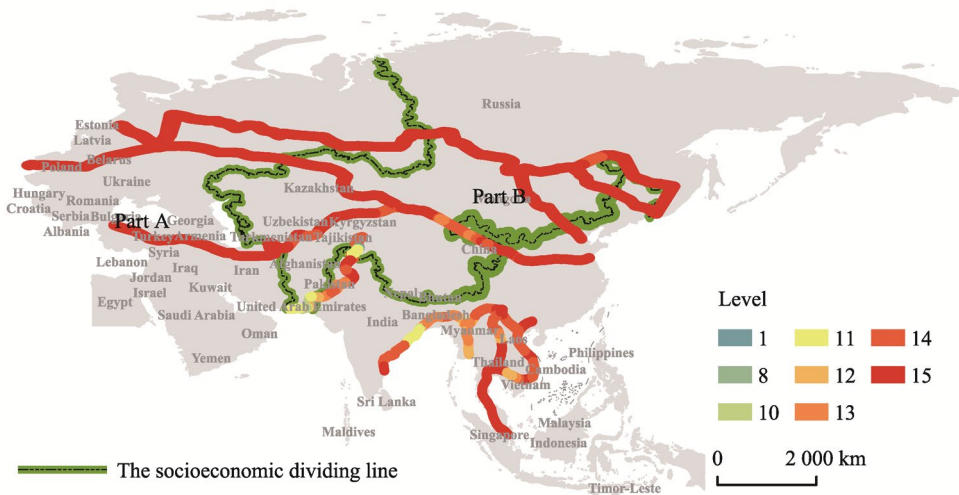 Russia
Estonia
Latvia
Belarus
Poland
Ukraine
Hungary
Romania
Croatia
Serbia
Bulgaria
Albania
Part A
Georgia
Turkey
Armenia
Kazakhstan
Uzbekistan
Kyrgyzstan
Turkmenistan
Tajikistan
Part B
China
Syria
Lebanon
Iraq
Iran
Afghanistan
Jordan
Israel
Kuwait
Pakistan
Egypt
United Arab Emirates
Saudi Arabia
Oman
Yemen
Nepal
India
Bangladesh
Myanmar
Laos
Thailand
Cambodia
Vietnam
Philippines
Sri Lanka
Maldives
Malaysia
Singapore
Indonesia
Timor-Leste
Level
1
11
14
8
12
15
10
13
0
2 000 km
The socioeconomic dividing line